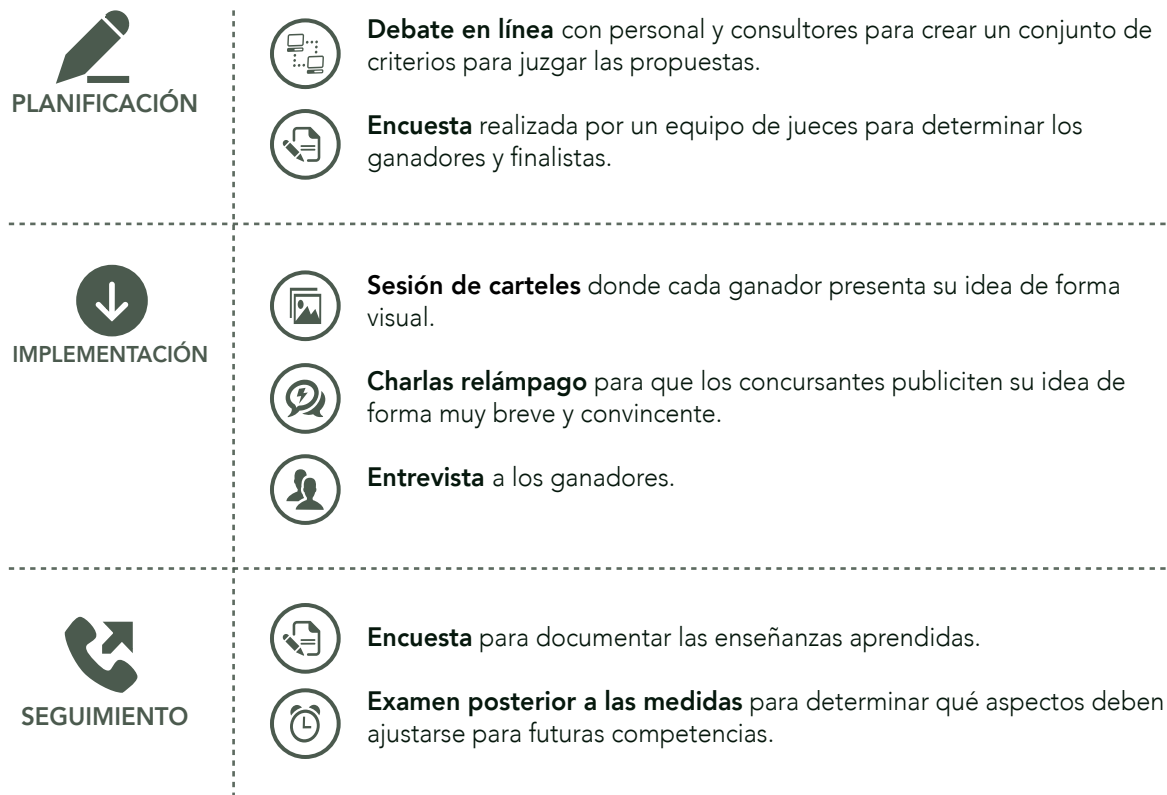 PLANIFICACIÓN
Debate en línea con personal y consultores para crear un conjunto de
criterios para juzgar las propuestas.
Encuesta realizada por un equipo de jueces para determinar los
ganadores y finalistas.
IMPLEMENTACIÓN
Sesión de carteles donde cada ganador presenta su idea de forma
visual.
Charlas relámpago para que los concursantes publiciten su idea de
forma muy breve y convincente.
Entrevista a los ganadores.
SEGUIMIENTO
Encuesta para documentar las enseñanzas aprendidas.
Examen posterior a las medidas para determinar qué aspectos deben
ajustarse para futuras competencias.